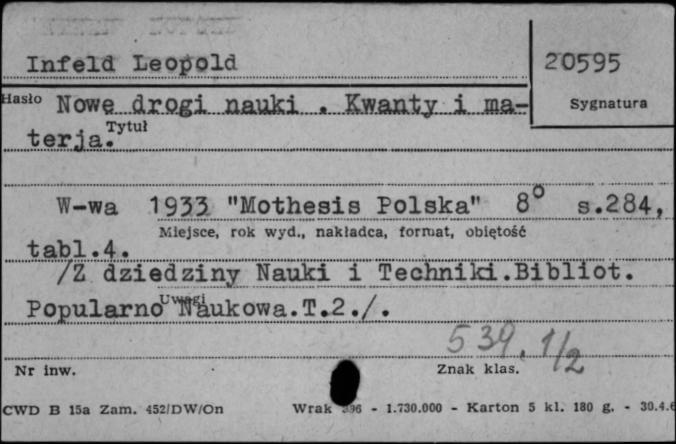 Infeld Leopold
20595
Hasło Nowe drogi nauki . Kwanty i ma-
Sygnatura
Tytuł
terja.
W-wa 1933 "Mothesis Polska" 8° s.284,
Miejsce, rok wyd., nakładca, format, objętość
tabl.4.
/Z dziedziny Nauki i Techniki.Bibliot.
Uwagi
Popularno Naukowa.T.2./.
539.1/2
Nr inw.
Znak klas.
CWD B 15a Zam. 452/DW/On Wrak 396 - 1.730.000 - Karton 5 kl. 180 g. - 30.4.6